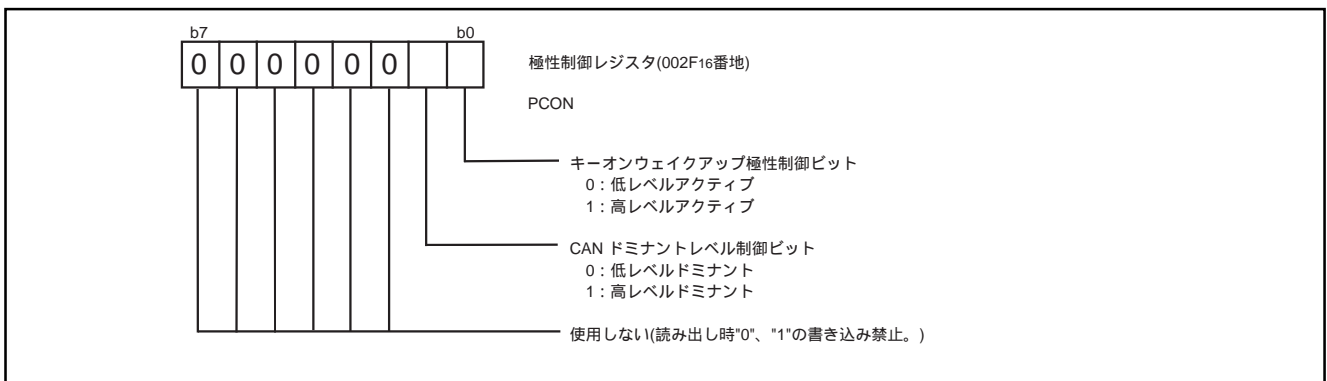 b7 b0
0 0 0 0 0 0
極性制御レジスタ(002F16番地)
PCON
キーオンウェイクアップ極性制御ビット
0:低レベルアクティブ
1:高レベルアクティブ
CAN ドミナントレベル制御ビット
0:低レベルドミナント
1:高レベルドミナント
使用しない(読み出し時"0"、"1"の書き込み禁止。)